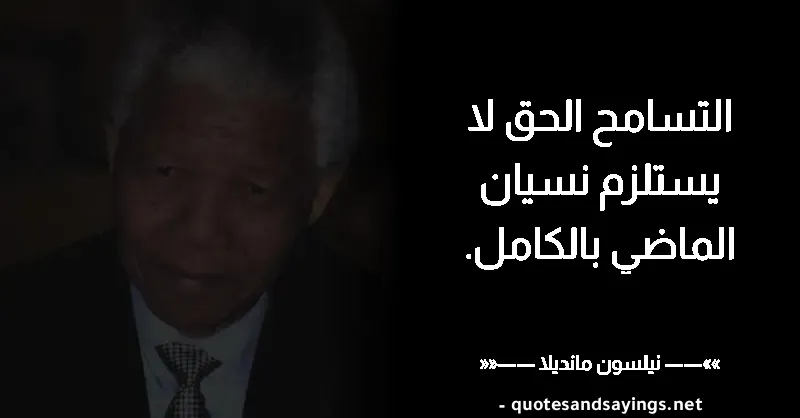 التسامح الحق لا
يستلزم نسيان
الماضي بالكامل.
»»——– نيلسون مانديلا ——–««
- quotesandsayings.net